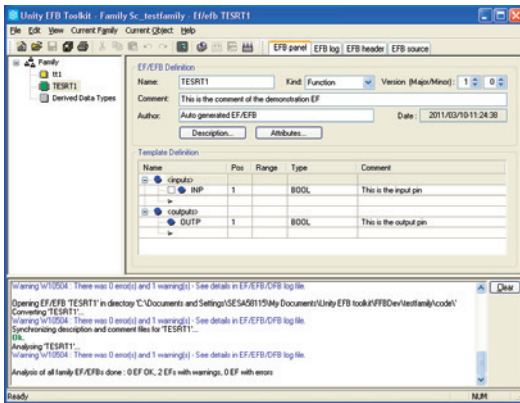 Unity EFB Toolkit - Family Sc_testfamily - Ef/efb TESRT1
File Edit View Current Family Current Object Help
EFB panel EFB log EFB header EFB source
Family
tt1
TESRT1
Derived Data Types
EF/EFB Definition
Name: TESRT1 Kind: Function Version (Major/Minor): 1 0
Comment: This is the comment of the demonstration EF
Author: Auto generated EF/EFB Date: 2011/03/10-11:24:38
Description... Attributes...
Template Definition
Name Pos Range Type Comment
<inputs>
INP 1 BOOL This is the input pin
<outputs>
OUTP 1 BOOL This is the output pin
Warning W10504 : There was 0 error(s) and 1 warning(s) - See details in EF/EFB/DFB log file.
Clear
Opening EF/EFB 'TESRT1' in directory 'C:\Documents and Settings\SESA58115\My Documents\Unity EFB toolkit\FFBDev\testfamily\code\'
Converting 'TESRT1'...
Warning W10504 : There was 0 error(s) and 1 warning(s) - See details in EF/EFB/DFB log file.
Synchronizing description and comment files for 'TESRT1'...
Ok.
Analysing 'TESRT1'...
Warning W10504 : There was 0 error(s) and 1 warning(s) - See details in EF/EFB/DFB log file.
Analysis of all family EF/EFBs done : 0 EF OK, 2 EFs with warnings, 0 EF with errors
Ready NUM